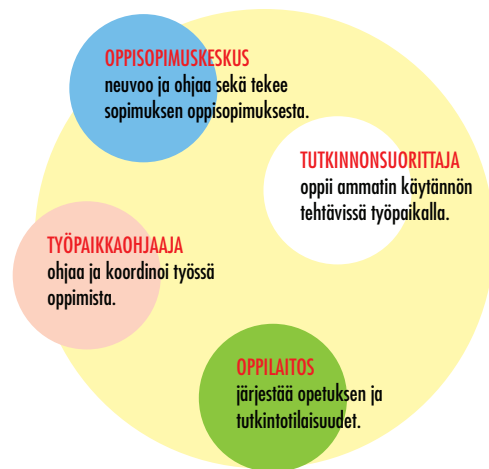 OPPISOPIMUSKESKUS
neuvoo ja ohjaa sekä tekee
sopimuksen oppisopimuksesta.
TUTKINNONSUORITTAJA
oppii ammatin käytännön
tehtävissä työpaikalla.
TYÖPAIKKAOHJAAJA
ohjaa ja koordinoi työssä
oppimista.
OPPILAITOS
järjestää opetuksen ja
tutkintotilaisuudet.